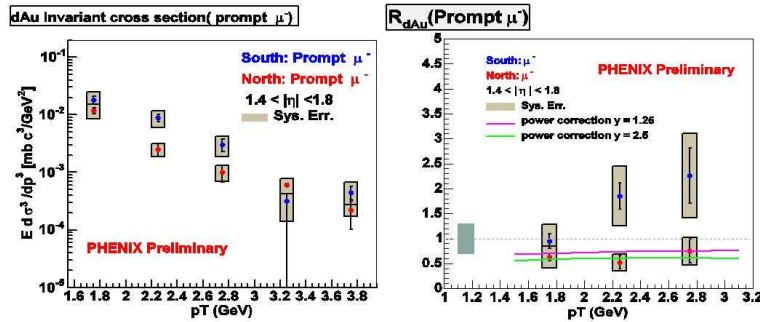 dAu Invariant cross section( prompt μ⁻)
E d σ³/dp³ [mb c³/GeV²]
10⁻¹
10⁻²
10⁻³
10⁻⁴
10⁻⁵
South: Prompt μ⁻
North: Prompt μ⁻
1.4 < |η| <1.8
Sys. Err.
PHENIX Preliminary
1.6 1.8 2 2.2 2.4 2.6 2.8 3 3.2 3.4 3.6 3.8
pT (GeV)
R_dAu(Prompt μ⁻)
5
4.5
4
3.5
3
2.5
2
1.5
1
0.5
0
South: μ⁻
North: μ⁻
1.4 < |η| < 1.8
Sys. Err.
power correction y = 1.25
power correction y = 2.5
PHENIX Preliminary
1 1.2 1.4 1.6 1.8 2 2.2 2.4 2.6 2.8 3 3.2
pT (GeV)